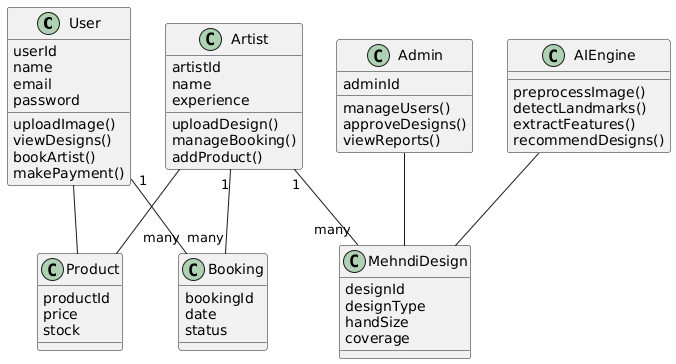 C User
userId
name
email
password
uploadImage()
viewDesigns()
bookArtist()
makePayment()
C Artist
artistId
name
experience
uploadDesign()
manageBooking()
addProduct()
C Admin
adminId
manageUsers()
approveDesigns()
viewReports()
C AIEngine
preprocessImage()
detectLandmarks()
extractFeatures()
recommendDesigns()
1
1
1
many
many
many
C Product
productId
price
stock
C Booking
bookingId
date
status
C MehndiDesign
designId
designType
handSize
coverage